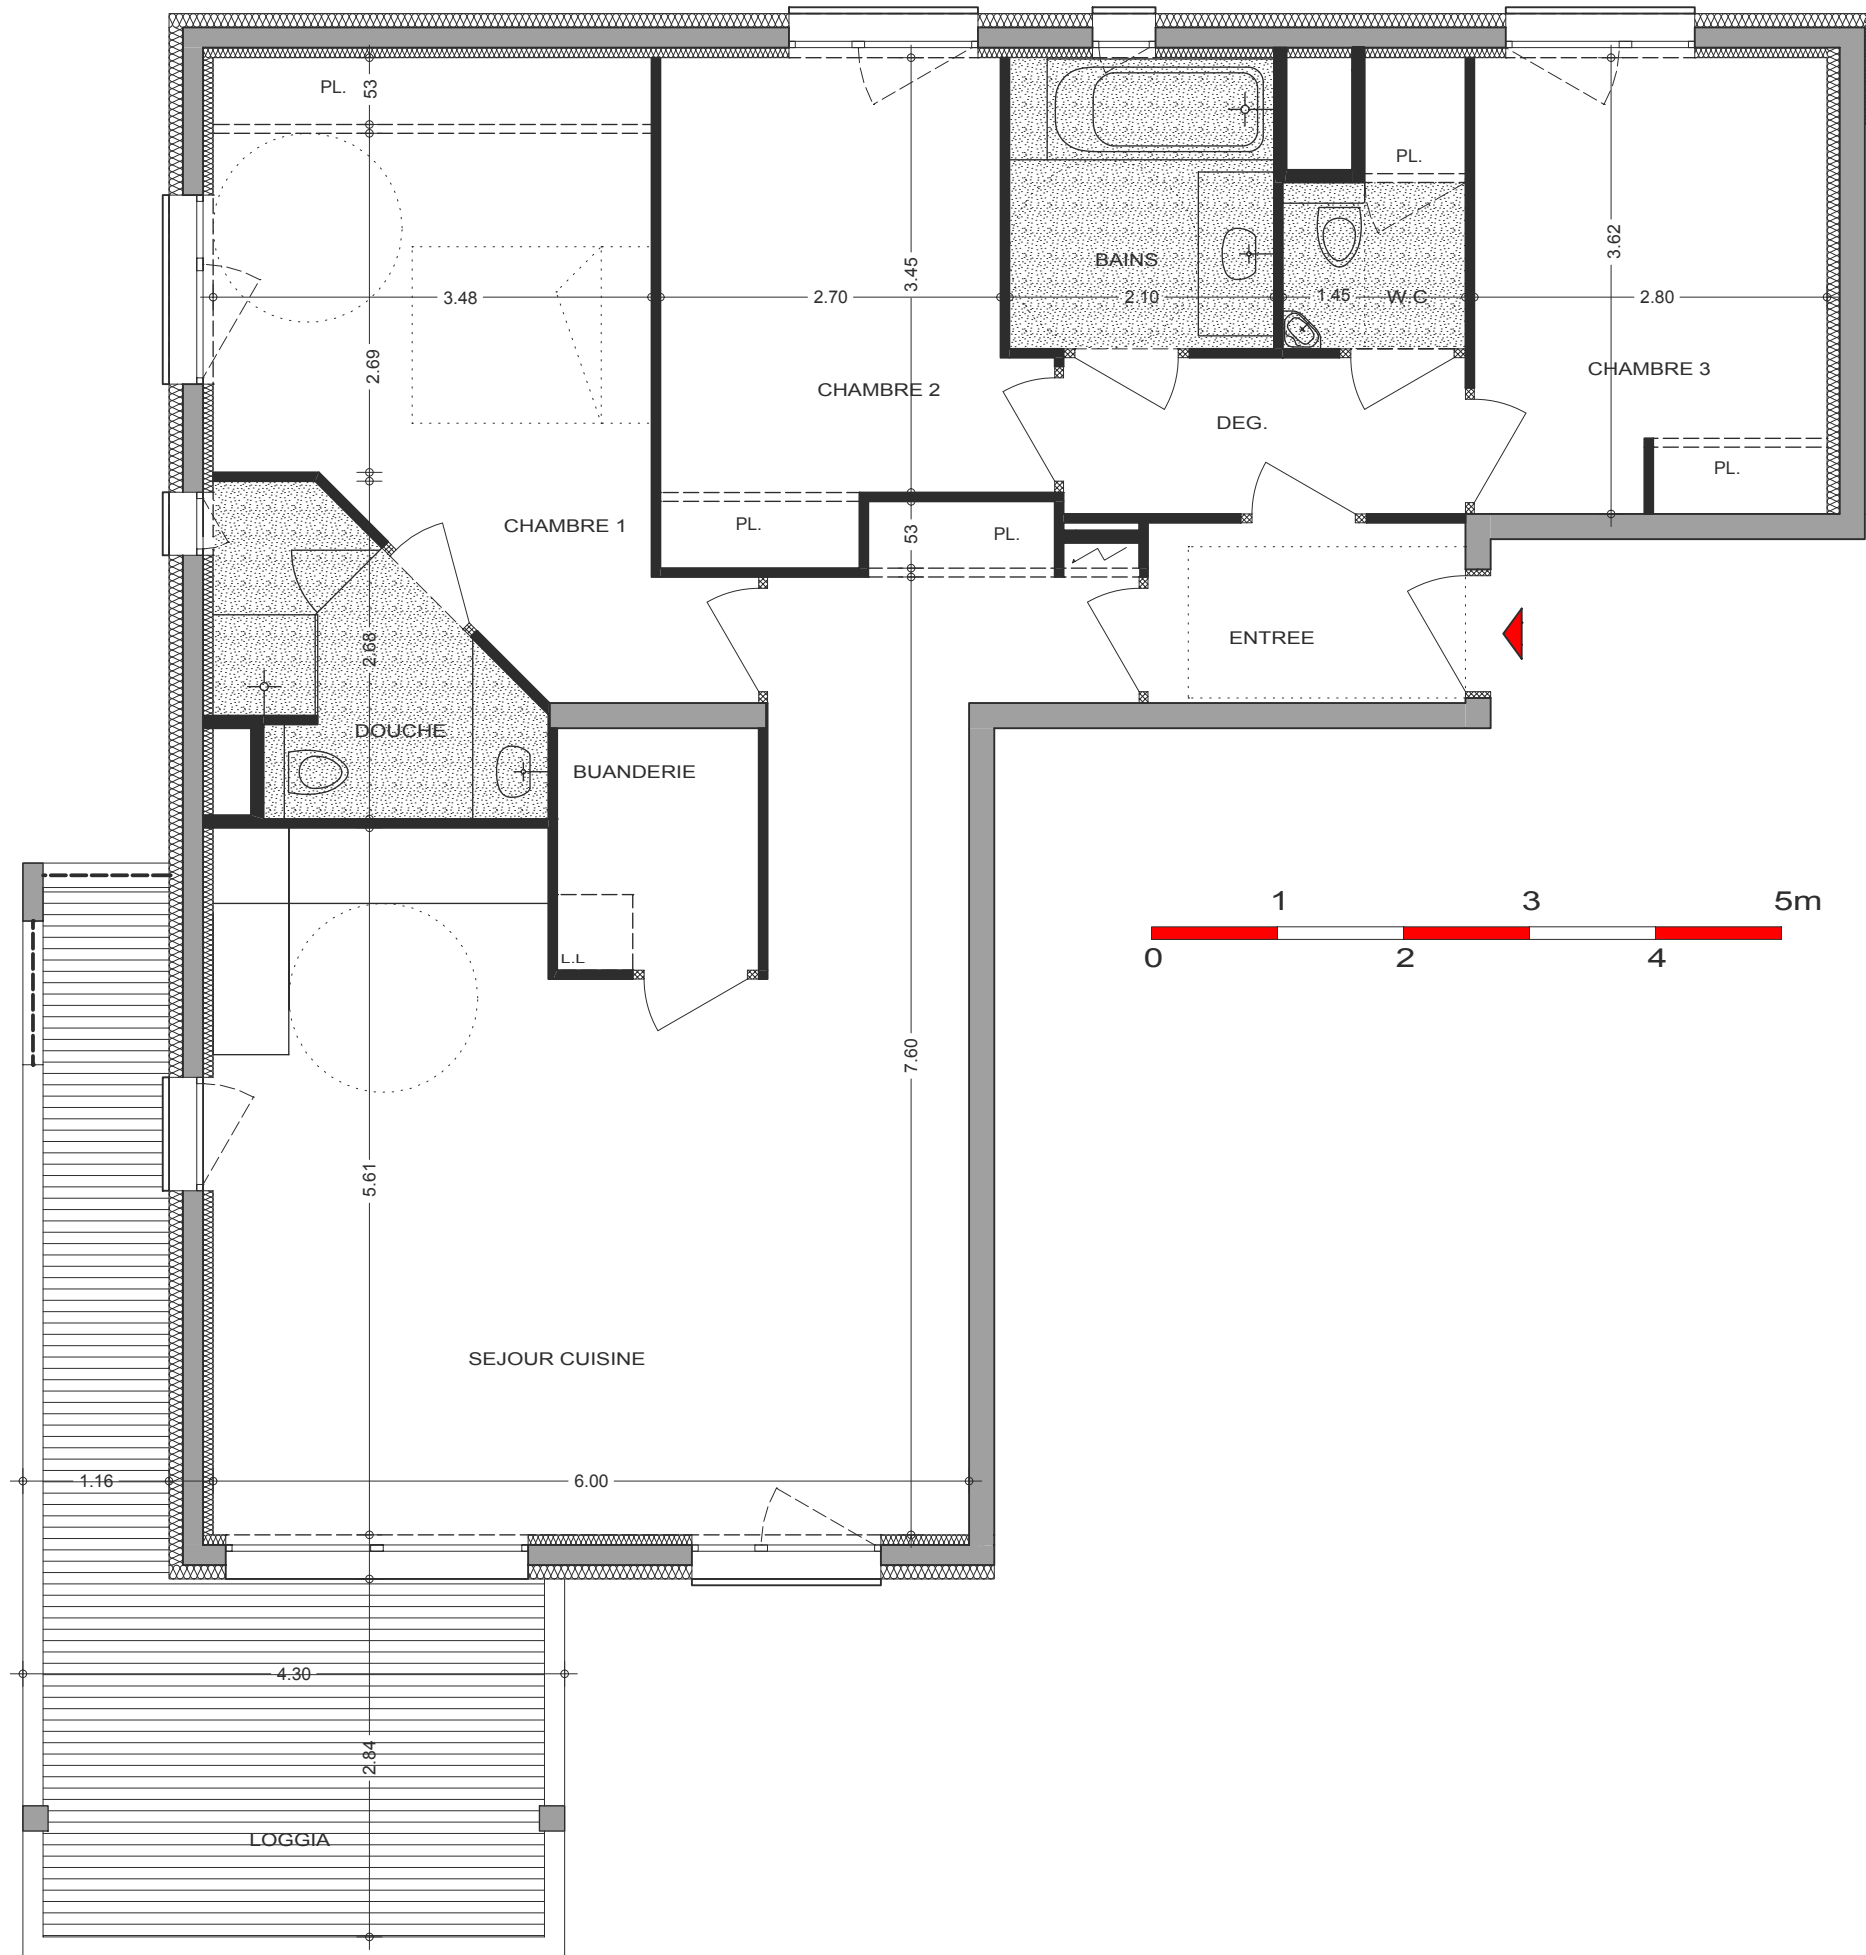 PL.
53
PL.
3.62
3.45
BAINS
3.48
2.70
2.10
1.45
W.C
2.80
2.69
CHAMBRE 2
CHAMBRE 3
DEG.
PL.
CHAMBRE 1
PL.
53
PL.
2.68
ENTREE
DOUCHE
BUANDERIE
1
3
5m
0
2
4
L.L
7.60
5.61
SEJOUR CUISINE
1.16
6.00
4.30
2.84
LOGGIA